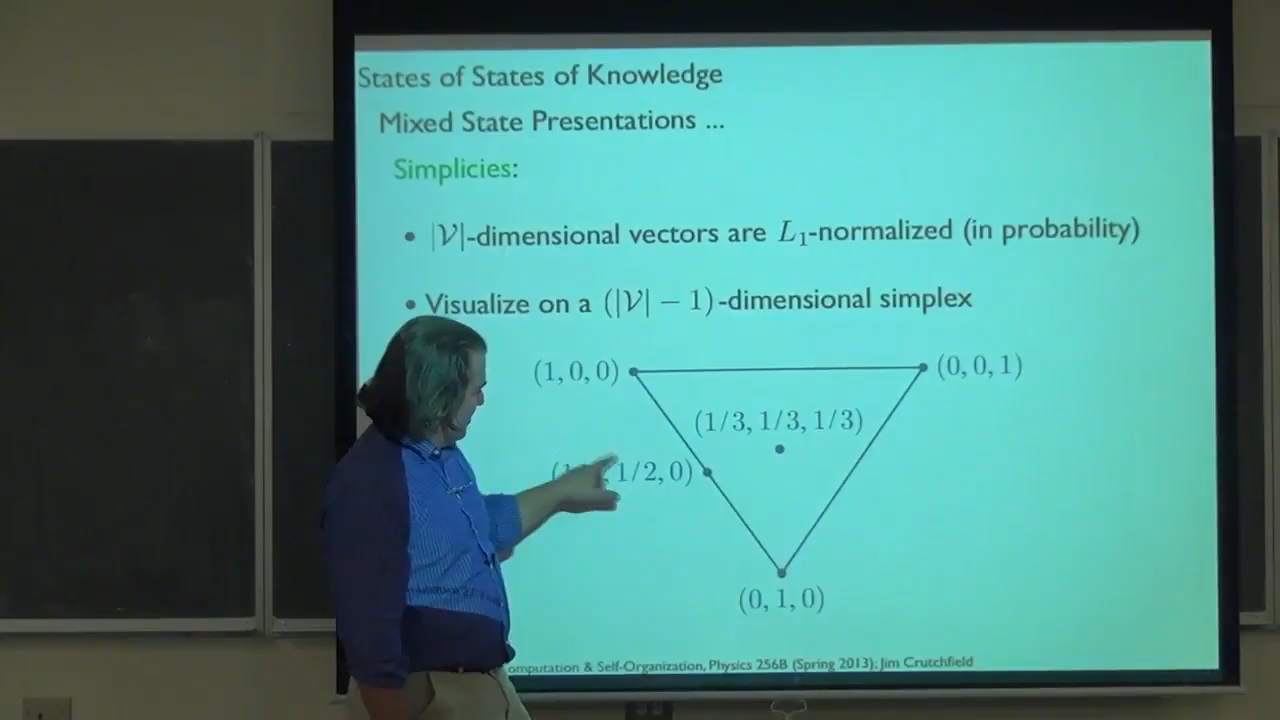 States of States of Knowledge
Mixed State Presentations ...
Simplicies:
• |𝒱|-dimensional vectors are L₁-normalized (in probability)
• Visualize on a (|𝒱| − 1)-dimensional simplex
(1, 0, 0)
(0, 0, 1)
(1/3, 1/3, 1/3)
1/2, 0)
(0, 1, 0)
& Self-Organization, Physics 256B (Spring 2013); Jim Crutchfield